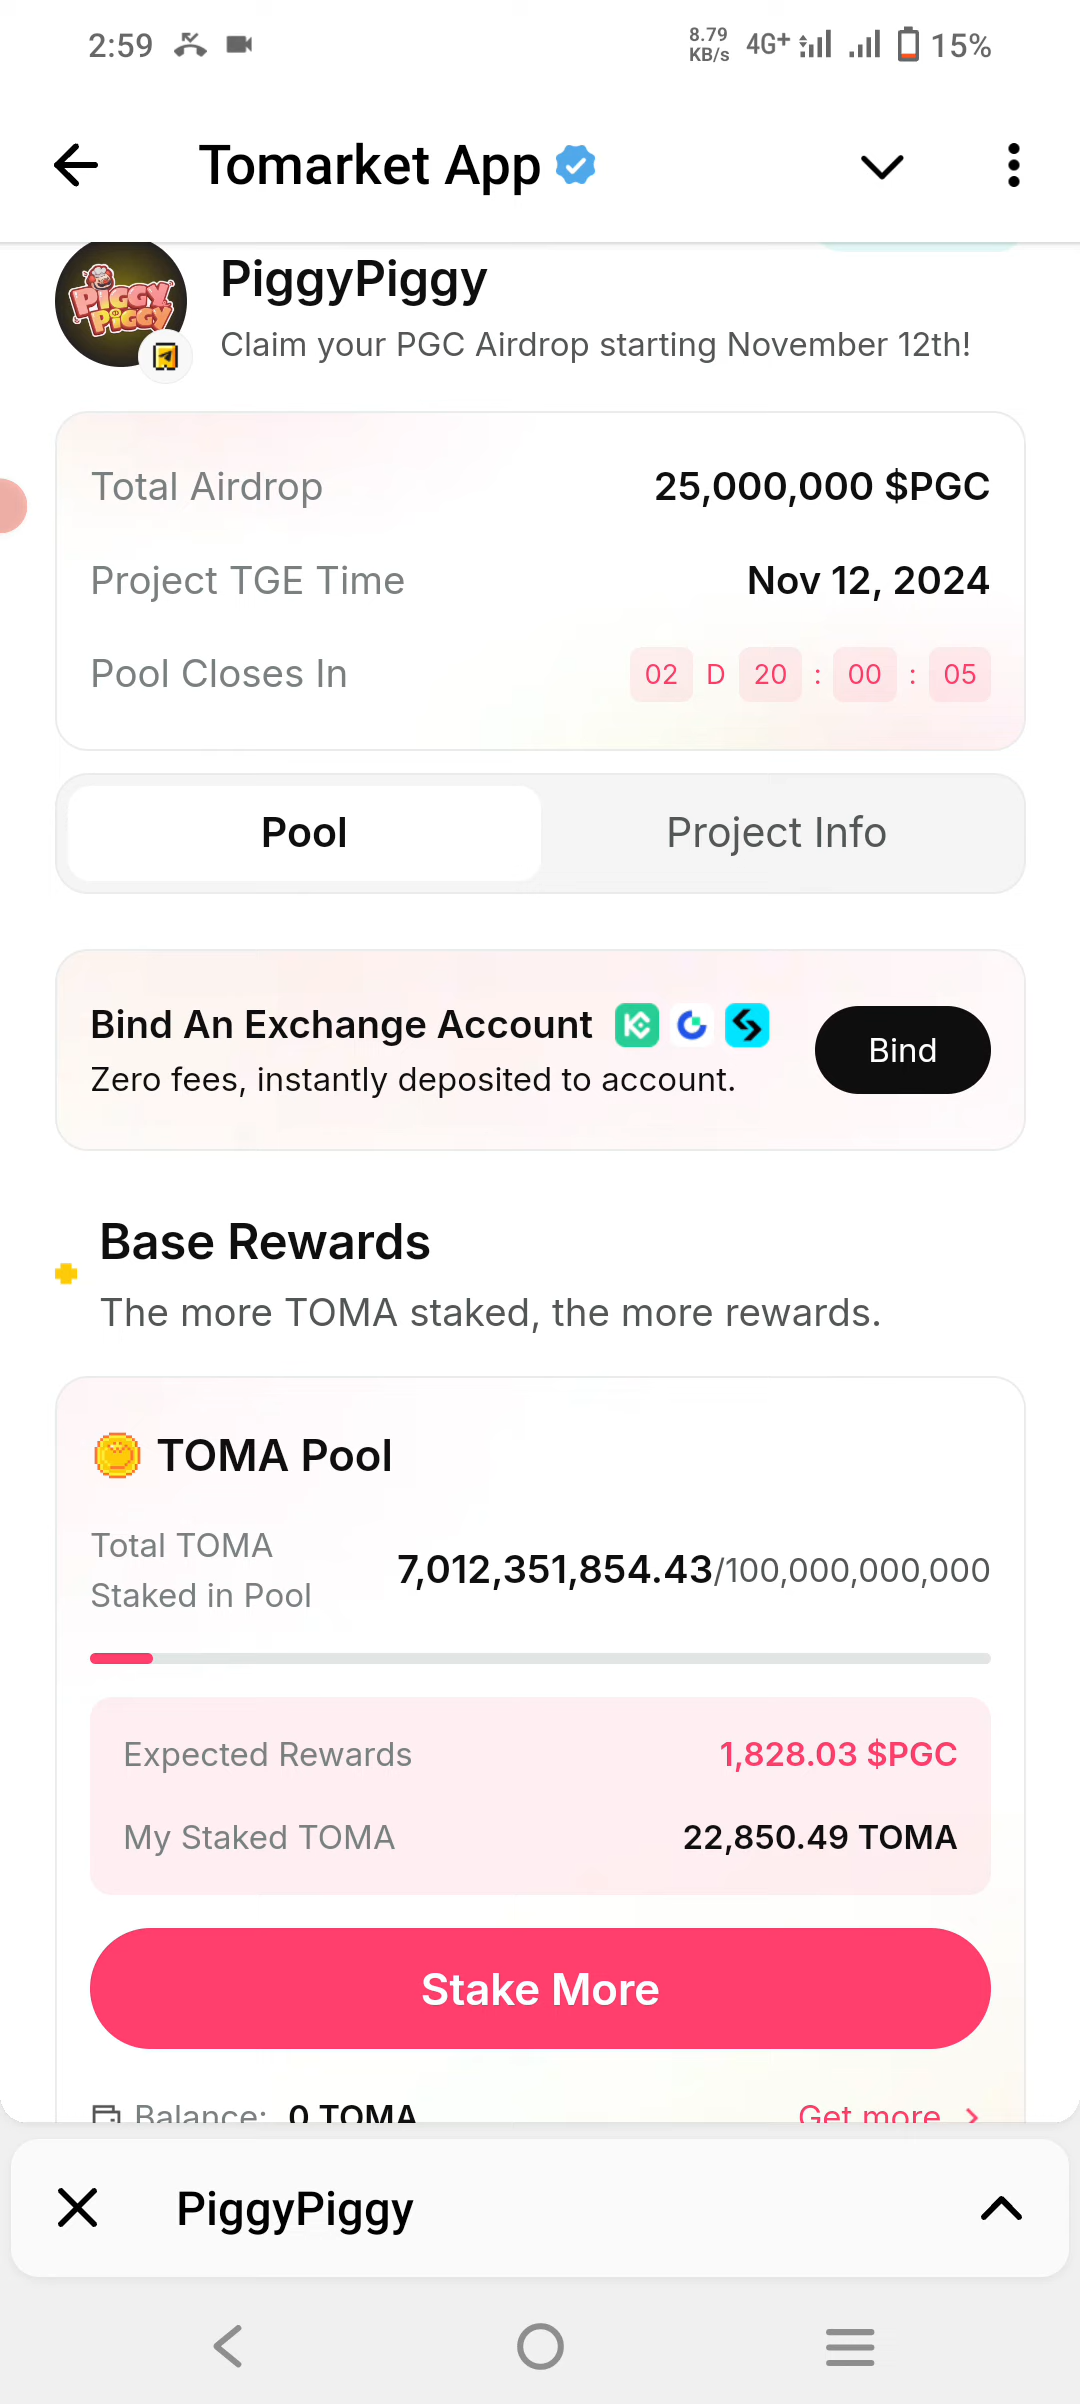 2:59
8.79
KB/s
4G+
15%
Tomarket App
PIGGY
PIGGY
PiggyPiggy
Claim your PGC Airdrop starting November 12th!
Total Airdrop 25,000,000 $PGC
Project TGE Time Nov 12, 2024
Pool Closes In 02 D 20 : 00 : 05
Pool Project Info
Bind An Exchange Account
Zero fees, instantly deposited to account.
Bind
Base Rewards
The more TOMA staked, the more rewards.
TOMA Pool
Total TOMA
Staked in Pool
7,012,351,854.43/100,000,000,000
Expected Rewards 1,828.03 $PGC
My Staked TOMA 22,850.49 TOMA
Stake More
Balance: 0 TOMA Get more
PiggyPiggy